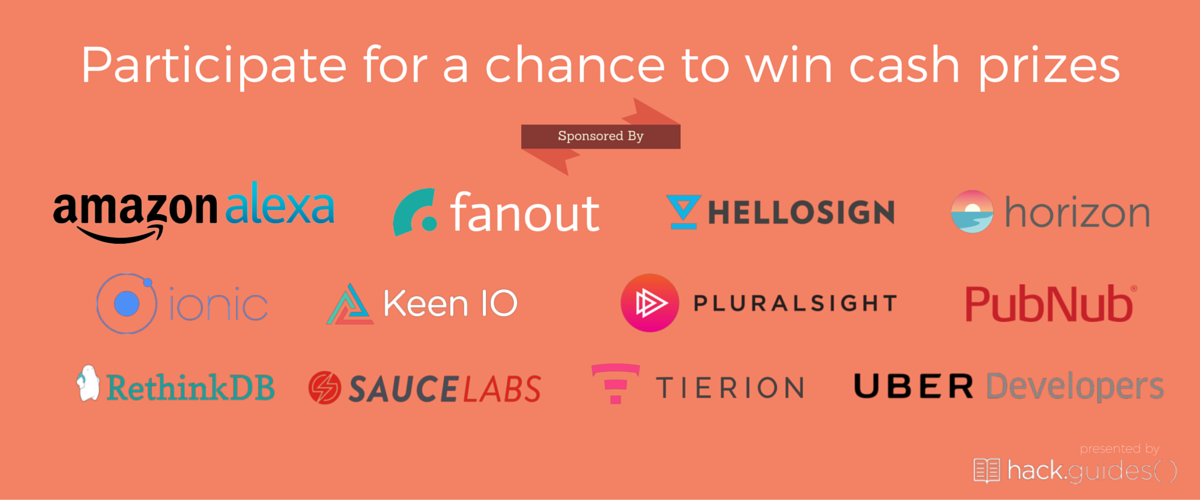 Participate for a chance to win cash prizes
Sponsored By
amazon alexa fanout HELLOSIGN horizon
ionic Keen IO PLURALSIGHT PubNub®
RethinkDB SAUCELABS TIERION UBER Developers
presented by
hack.guides()